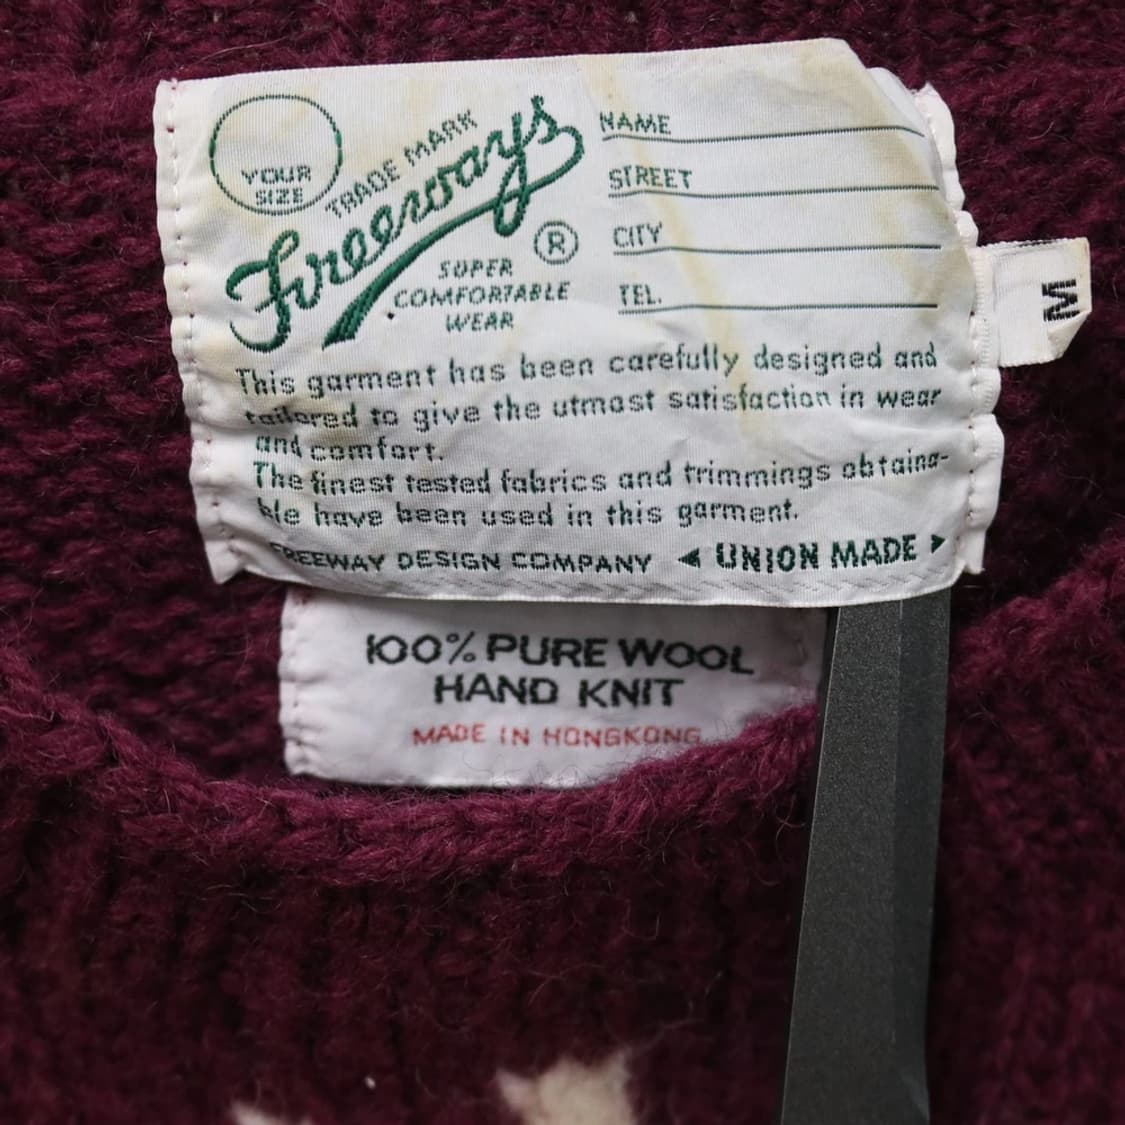 YOUR
SIZE
TRADE MARK
Freeways
®
SUPER
COMFORTABLE
WEAR
NAME
STREET
CITY
TEL.
This garment has been carefully designed and
tailored to give the utmost satisfaction in wear
and comfort.
The finest tested fabrics and trimmings obtaina-
ble have been used in this garment.
FREEWAY DESIGN COMPANY ◄ UNION MADE ►
M
100% PURE WOOL
HAND KNIT
MADE IN HONGKONG